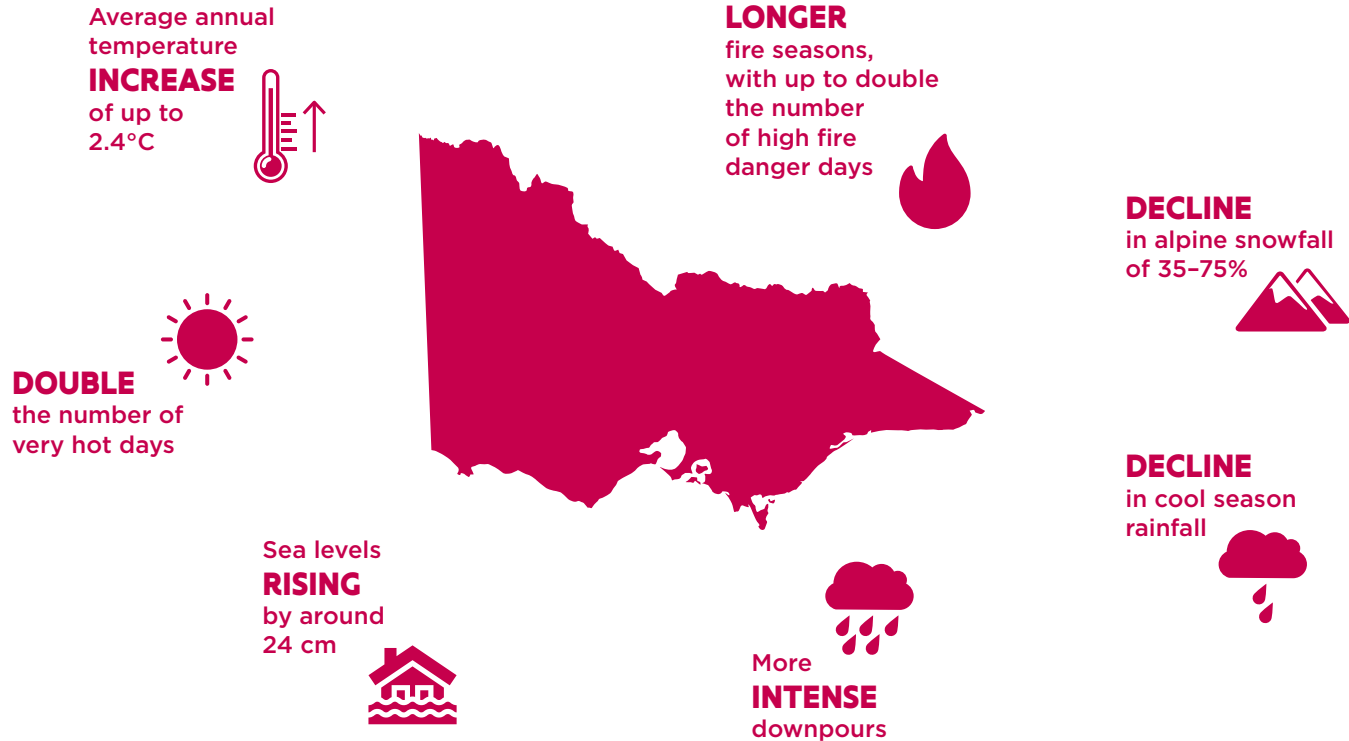 Average annual
temperature
INCREASE
of up to
2.4°C
LONGER
fire seasons,
with up to double
the number
of high fire
danger days
DECLINE
in alpine snowfall
of 35–75%
DOUBLE
the number of
very hot days
DECLINE
in cool season
rainfall
Sea levels
RISING
by around
24 cm
More
INTENSE
downpours